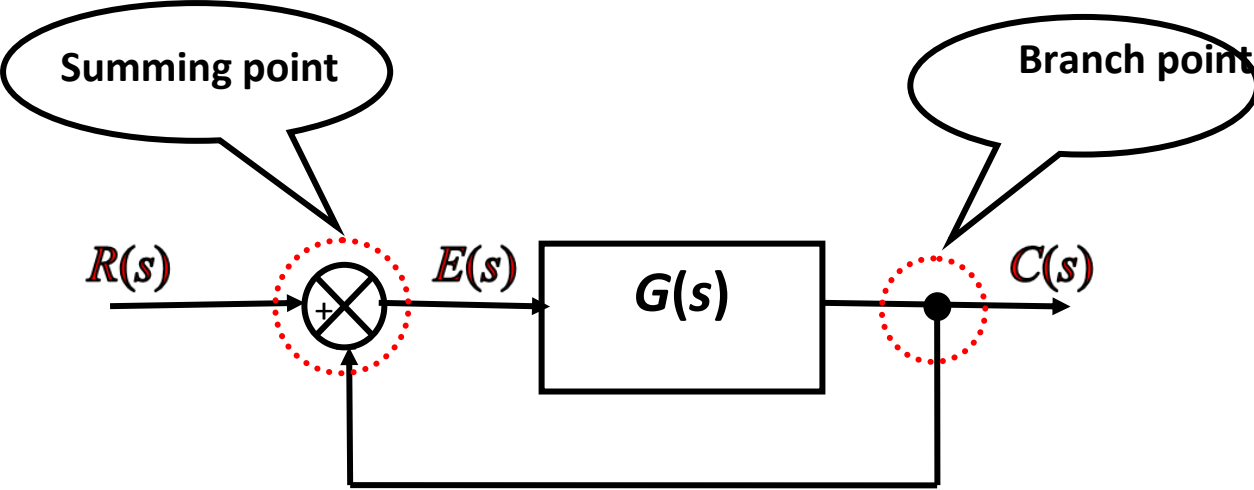 Summing point
Branch point
R(s)
+
E(s)
G(s)
C(s)